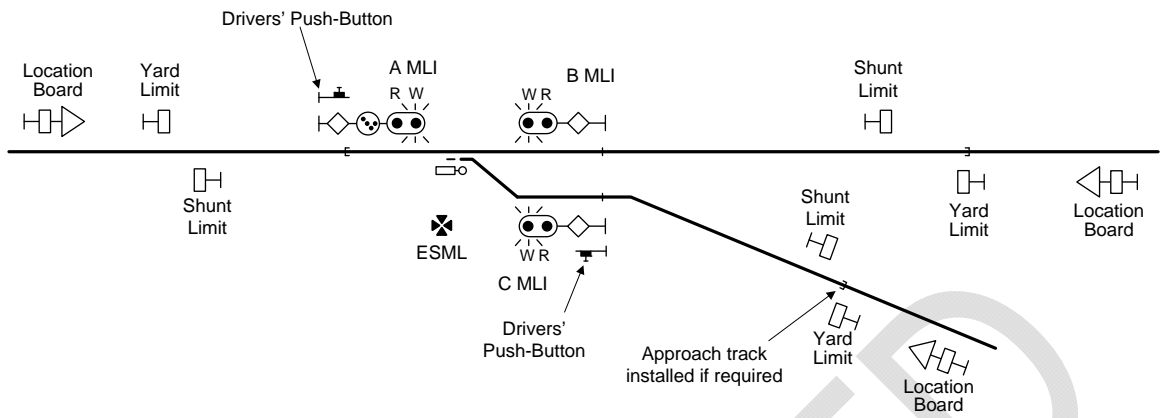 Drivers' Push-Button
Location
Board
Yard
Limit
A MLI
R W
B MLI
W R
Shunt
Limit
Shunt
Limit
ESML
W R
C MLI
Drivers'
Push-Button
Shunt
Limit
Approach track
installed if required
Yard
Limit
Location
Board
Yard
Limit
Location
Board